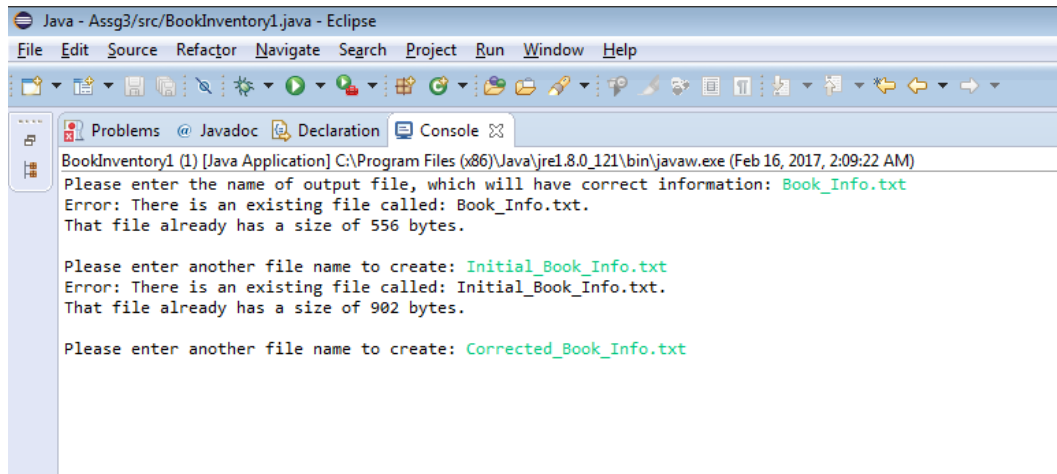 Java - Assg3/src/BookInventory1.java - Eclipse
File Edit Source Refactor Navigate Search Project Run Window Help
Problems @ Javadoc Declaration Console
BookInventory1 (1) [Java Application] C:\Program Files (x86)\Java\jre1.8.0_121\bin\javaw.exe (Feb 16, 2017, 2:09:22 AM)
Please enter the name of output file, which will have correct information: Book_Info.txt
Error: There is an existing file called: Book_Info.txt.
That file already has a size of 556 bytes.
Please enter another file name to create: Initial_Book_Info.txt
Error: There is an existing file called: Initial_Book_Info.txt.
That file already has a size of 902 bytes.
Please enter another file name to create: Corrected_Book_Info.txt